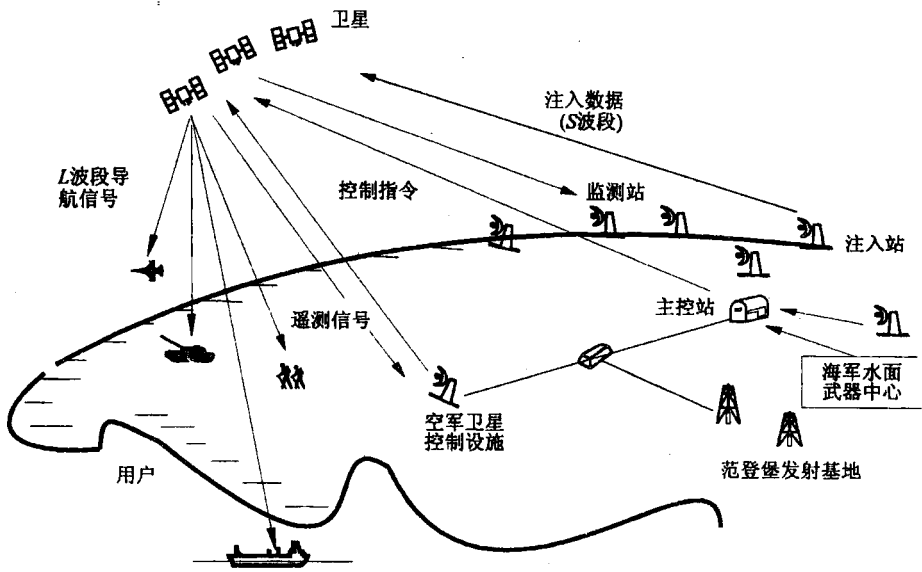 卫星
注入数据
(S波段)
L波段导
航信号
控制指令
监测站
注入站
遥测信号
主控站
海军水面
武器中心
空军卫星
控制设施
用户
范登堡发射基地